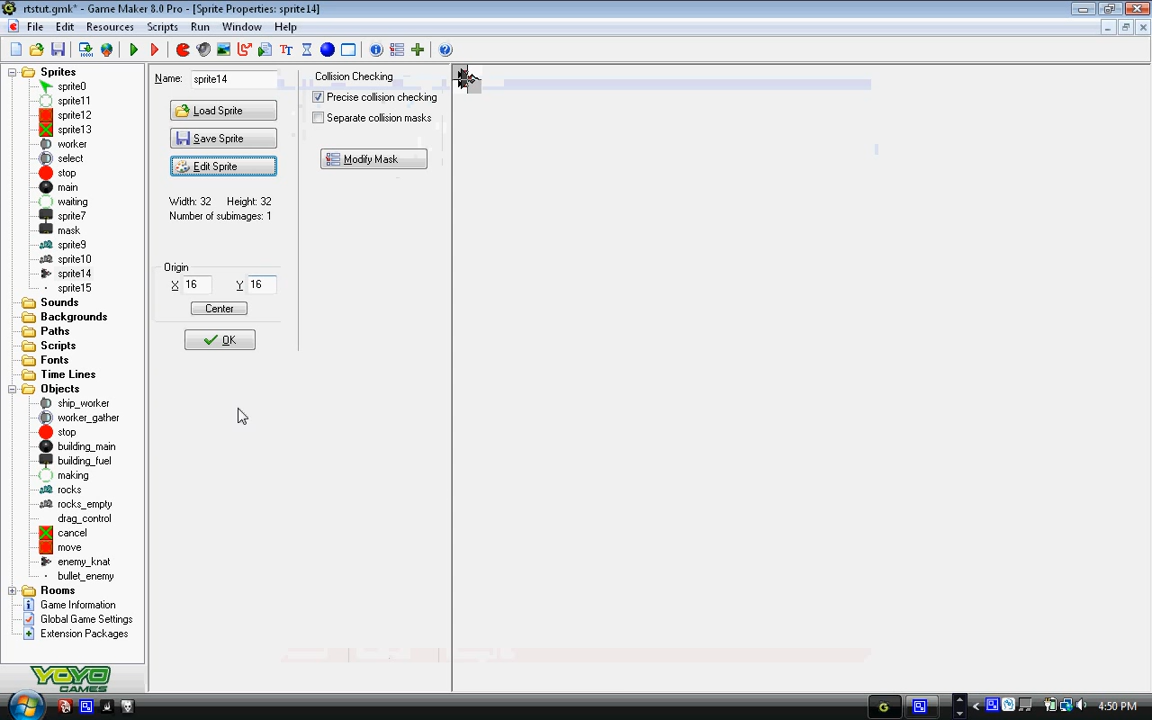 rtstut.gmk* - Game Maker 8.0 Pro - [Sprite Properties: sprite14]
File Edit Resources Scripts Run Window Help
Sprites
sprite0
sprite11
sprite12
sprite13
worker
select
stop
main
waiting
sprite7
mask
sprite9
sprite10
sprite14
sprite15
Sounds
Backgrounds
Paths
Scripts
Fonts
Time Lines
Objects
ship_worker
worker_gather
stop
building_main
building_fuel
making
rocks
rocks_empty
drag_control
cancel
move
enemy_knat
bullet_enemy
Rooms
Game Information
Global Game Settings
Extension Packages
YOYO
GAMES
Name: sprite14
Load Sprite
Save Sprite
Edit Sprite
Width: 32 Height: 32
Number of subimages: 1
Origin
X 16 Y 16
Center
OK
Collision Checking
Precise collision checking
Separate collision masks
Modify Mask
4:50 PM